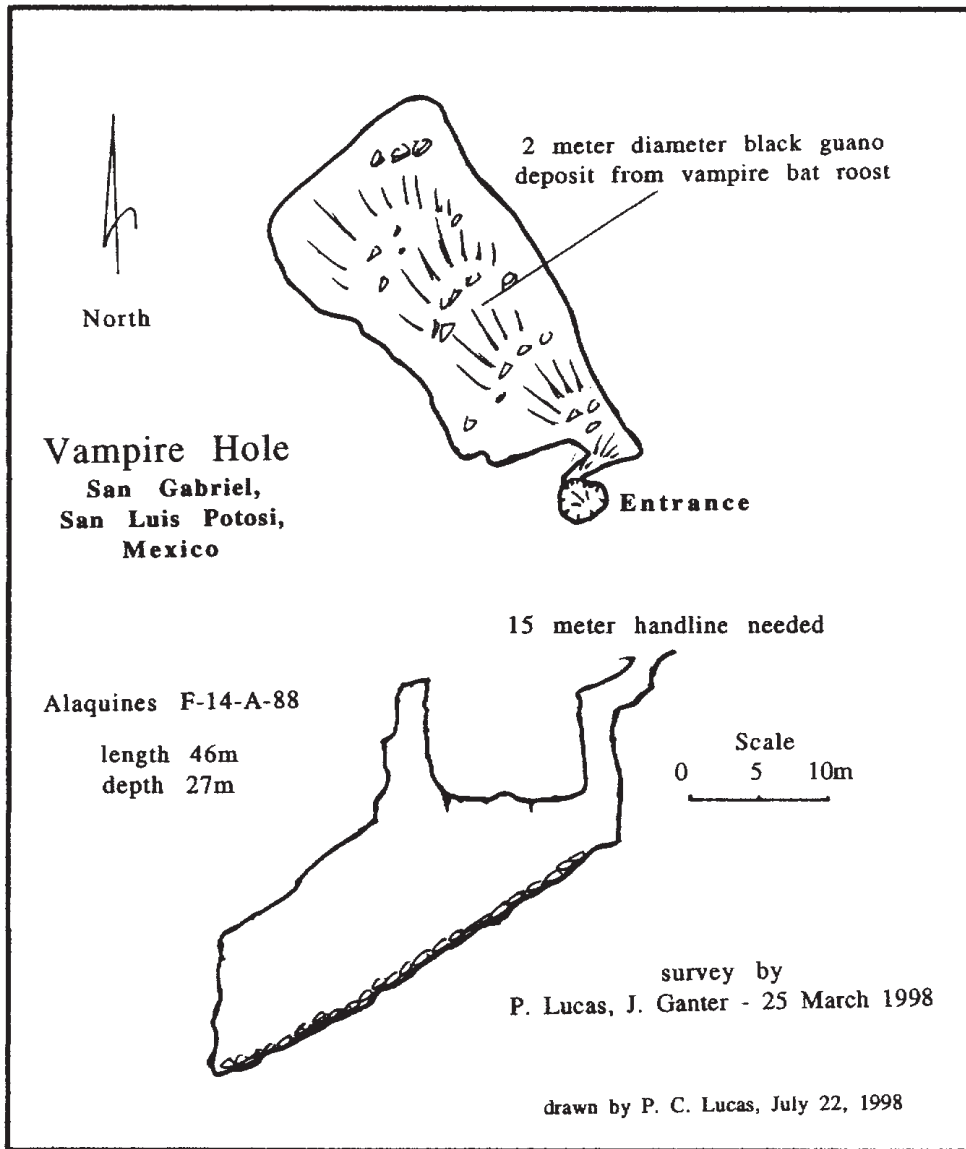 2 meter diameter black guano
deposit from vampire bat roost
North
Vampire Hole
San Gabriel,
San Luis Potosi,
Mexico
Entrance
15 meter handline needed
Alaquines F-14-A-88
length 46m
depth 27m
Scale
0 5 10m
survey by
P. Lucas, J. Ganter - 25 March 1998
drawn by P. C. Lucas, July 22, 1998